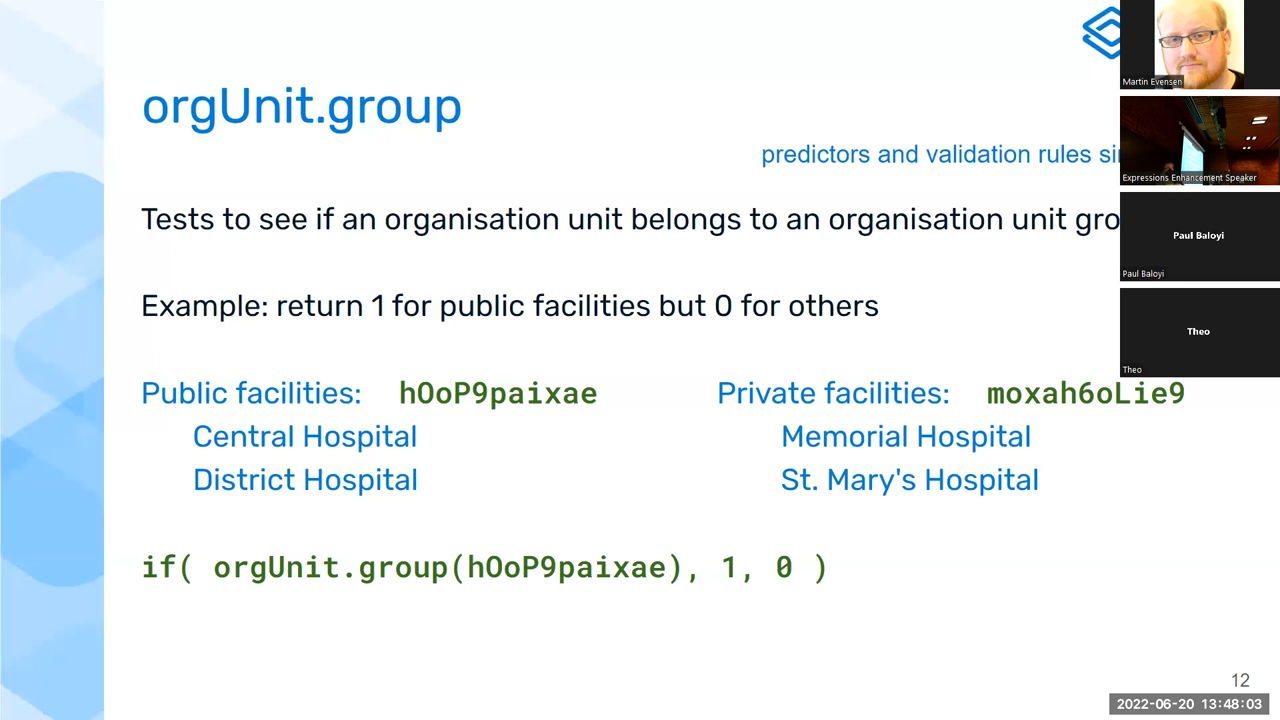 orgUnit.group
predictors and validation rules
Tests to see if an organisation unit belongs to an organisation unit
Example: return 1 for public facilities but 0 for others
Public facilities: hOoP9paixae
Central Hospital
District Hospital
Private facilities: moxah6oLie9
Memorial Hospital
St. Mary's Hospital
if( orgUnit.group(hOoP9paixae), 1, 0 )
12
2022-06-20 13:48:03
Martin Evensen
Expressions Enhancement Speaker
Paul Baloyi
Paul Baloyi
Theo
Theo